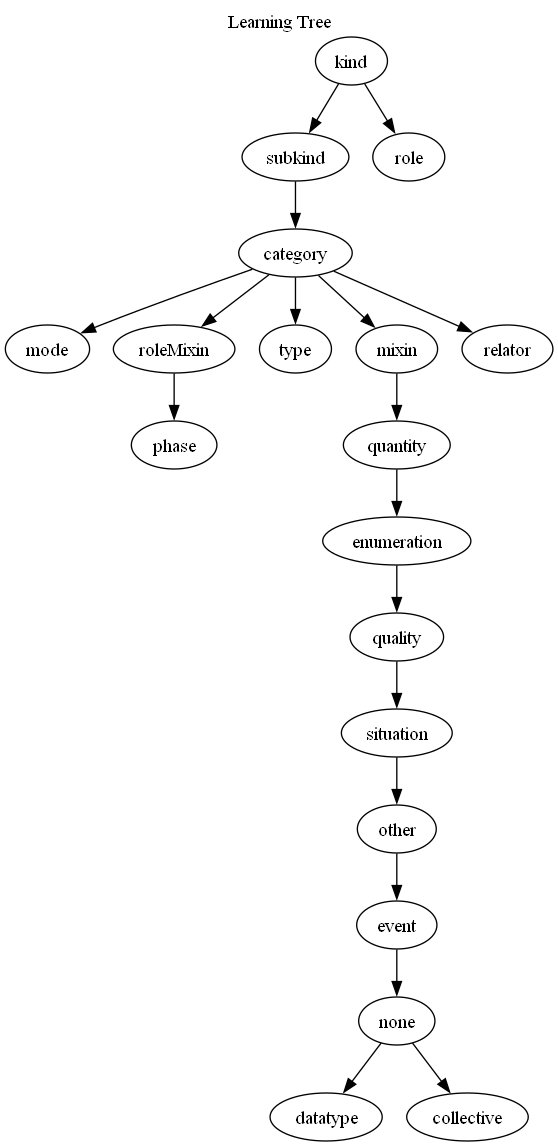 Learning Tree
kind
subkind
role
category
mode
roleMixin
type
mixin
relator
phase
quantity
enumeration
quality
situation
other
event
none
datatype
collective